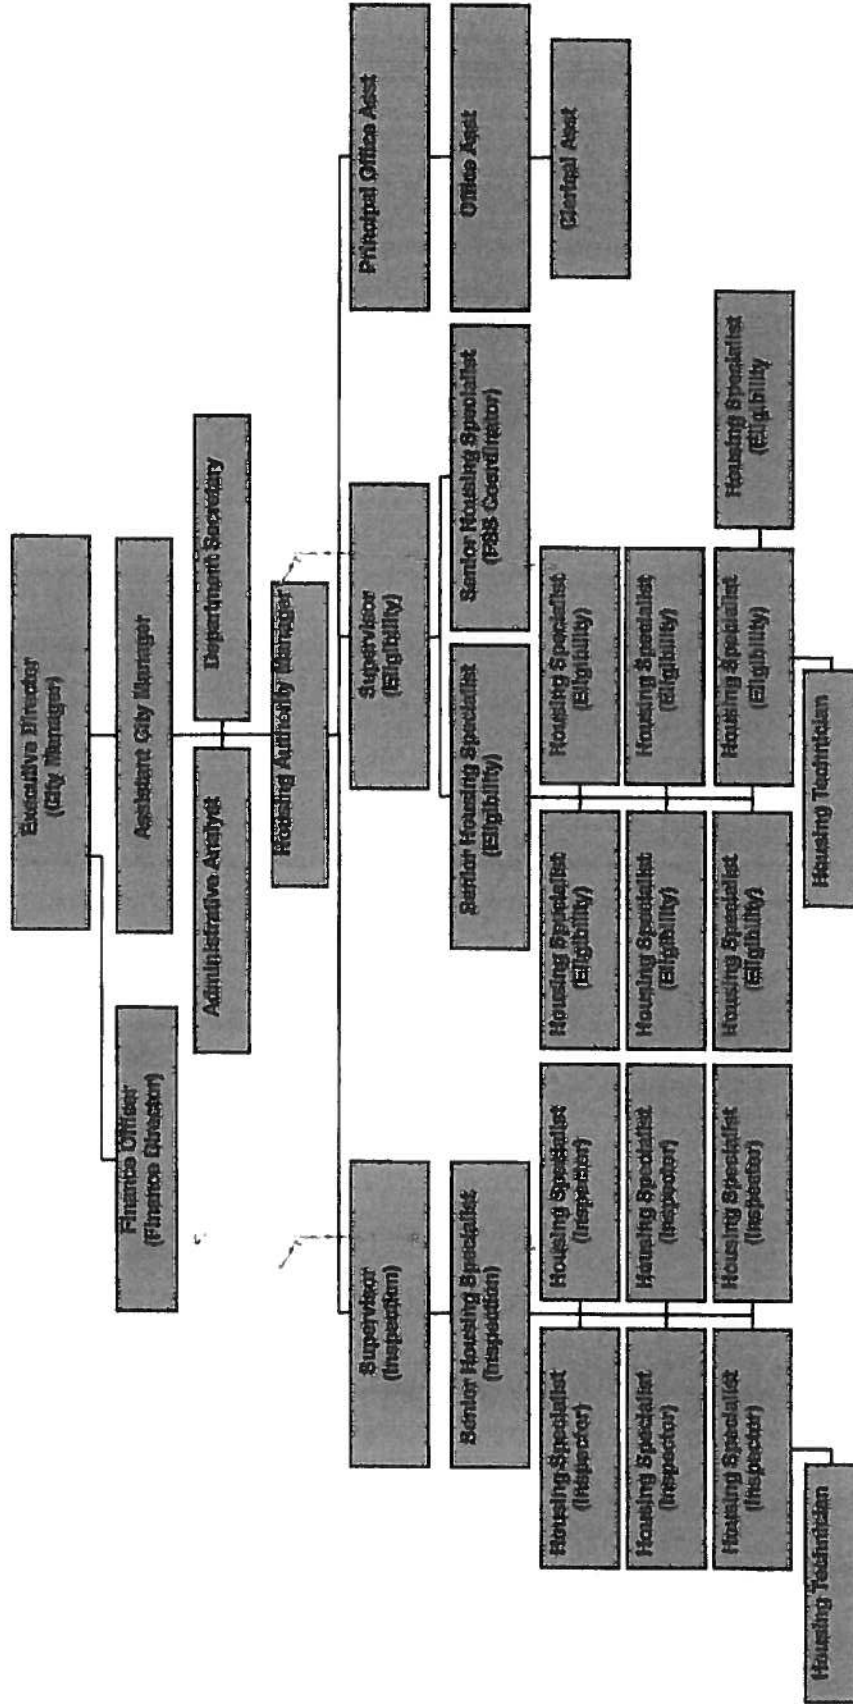 Executive Director
(City Manager)
Finance Officer
(Finance Director)
Assistant City Manager
Administrative Analyst
Department Secretary
Housing Authority Manager
Supervisor
(Inspection)
Supervisor
(Eligibility)
Principal Office Asst
Senior Housing Specialist
(Inspection)
Senior Housing Specialist
(Eligibility)
Senior Housing Specialist
(FSS Coordinator)
Office Asst
Housing Specialist
(Inspector)
Housing Specialist
(Inspector)
Housing Specialist
(Eligibility)
Housing Specialist
(Eligibility)
Clerical Asst
Housing Specialist
(Inspector)
Housing Specialist
(Inspector)
Housing Specialist
(Eligibility)
Housing Specialist
(Eligibility)
Housing Specialist
(Inspector)
Housing Specialist
(Inspector)
Housing Specialist
(Eligibility)
Housing Specialist
(Eligibility)
Housing Specialist
(Eligibility
Housing Technician
Housing Technician